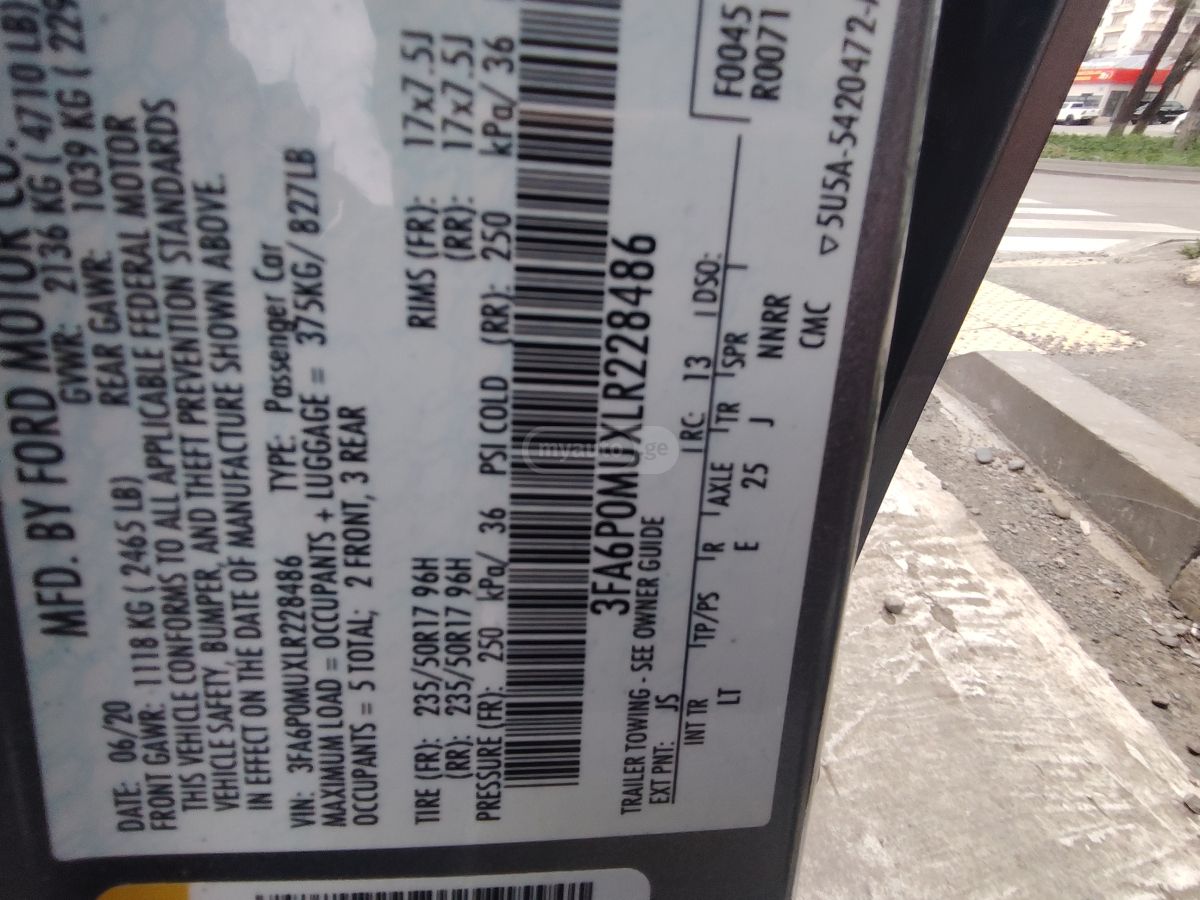 MFD. BY FORD MOTOR CO.
DATE: 06/20 GVWR: 2136 KG ( 4710 LB)
FRONT GAWR: 1118 KG ( 2465 LB) REAR GAWR: 1039 KG ( 229
THIS VEHICLE CONFORMS TO ALL APPLICABLE FEDERAL MOTOR
VEHICLE SAFETY, BUMPER, AND THEFT PREVENTION STANDARDS
IN EFFECT ON THE DATE OF MANUFACTURE SHOWN ABOVE.
VIN: 3FA6P0MUXLR228486 TYPE: Passenger Car
MAXIMUM LOAD = OCCUPANTS + LUGGAGE = 375KG/ 827LB
OCCUPANTS = 5 TOTAL; 2 FRONT, 3 REAR
TIRE (FR): 235/50R17 96H RIMS (FR): 17x7.5J
(RR): 235/50R17 96H (RR): 17x7.5J
PRESSURE (FR): 250 kPa/ 36 PSI COLD (RR): 250 kPa/ 36
myauto.ge
3FA6P0MUXLR228486
TRAILER TOWING - SEE OWNER GUIDE
F0045
R0071
EXT PNT: JS RC: 13 DSO:
INT TR TP/PS R AXLE TR SPR
LT E 25 J NNRR
CMC
▽5U5A-5420472-